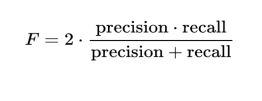 F = 2 · precision · recall / precision + recall